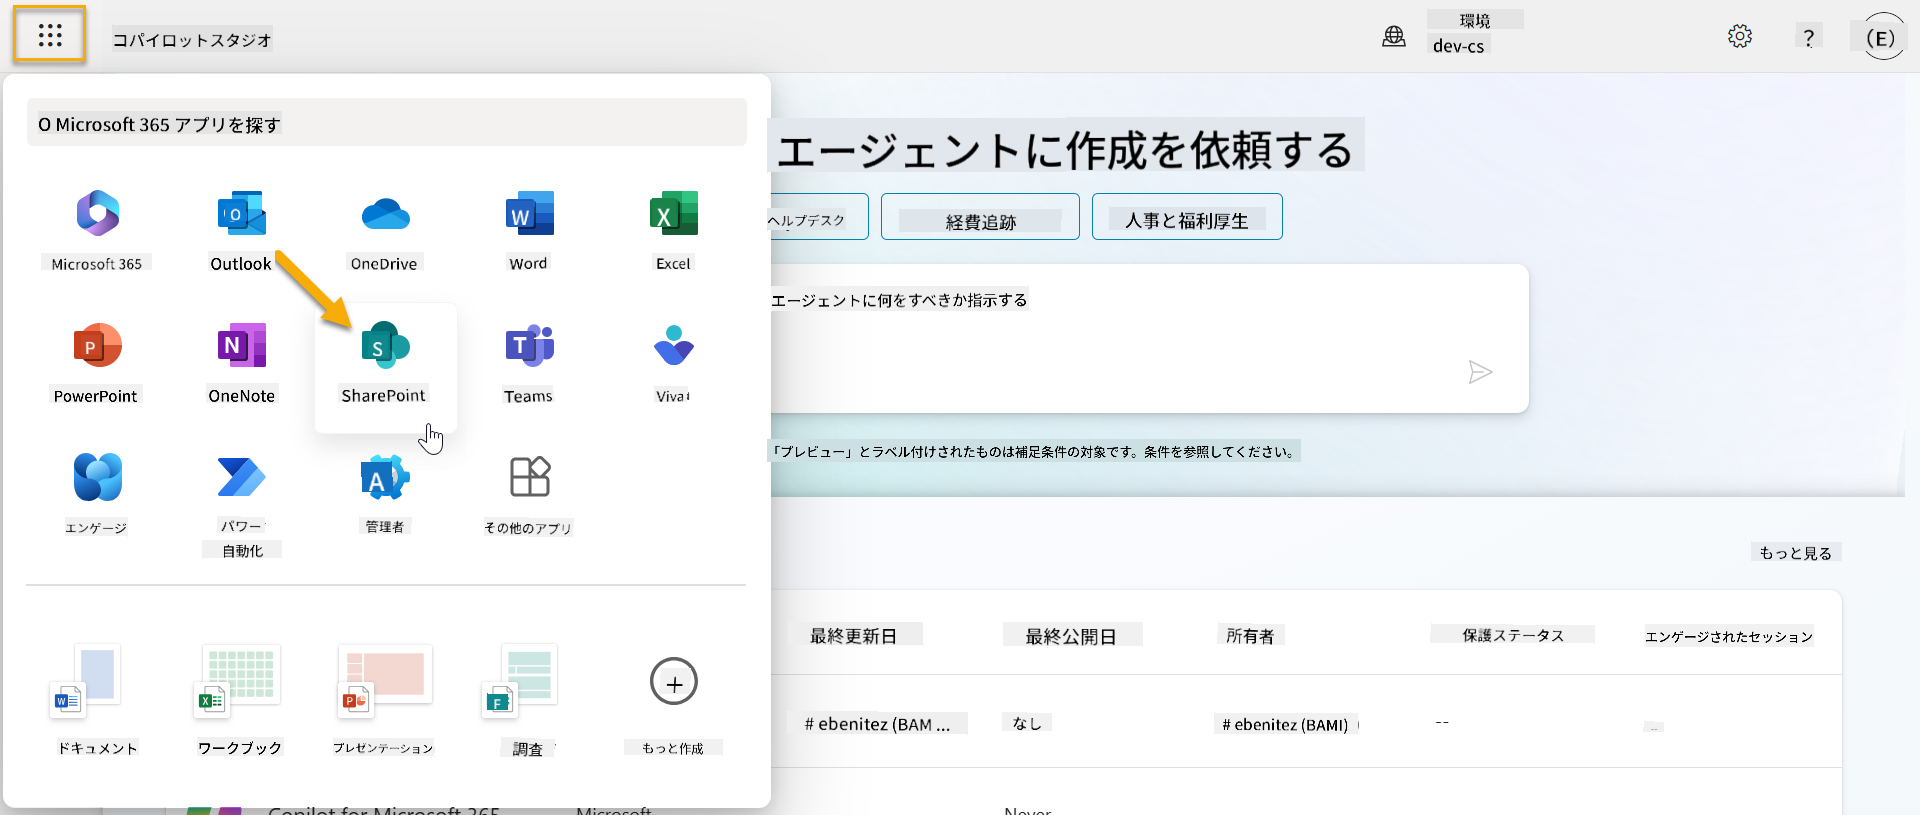 コパイロットスタジオ
環境
dev-cs
?
(E)
O Microsoft 365 アプリを探す
エージェントに作成を依頼する
Microsoft 365
Outlook
OneDrive
Word
Excel
ヘルプデスク
経費追跡
人事と福利厚生
エージェントに何をすべきか指示する
PowerPoint
OneNote
SharePoint
Teams
Viva
「プレビュー」とラベル付けされたものは補足条件の対象です。条件を参照してください。
エンゲージ
パワー
自動化
管理者
その他のアプリ
もっと見る
最終更新日
最終公開日
所有者
保護ステータス
エンゲージされたセッション
# ebenitez (BAM ...
なし
# ebenitez (BAMI)
--
ドキュメント
ワークブック
プレゼンテーション
調査
もっと作成
Copilot for Microsoft 365
Microsoft
Never